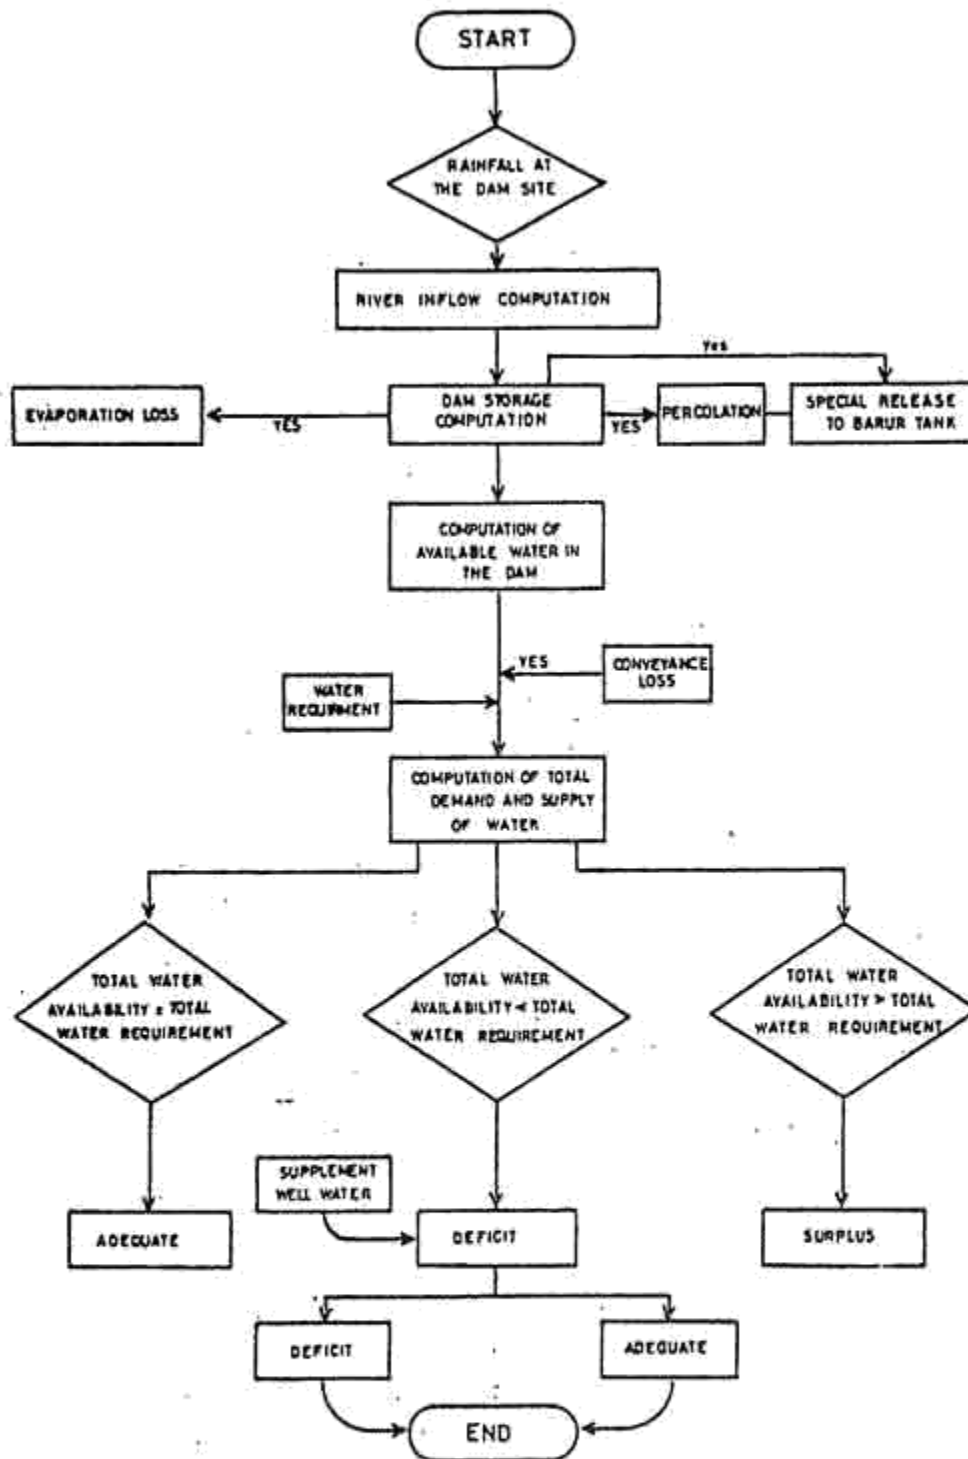 START
RAINFALL AT
THE DAM SITE
RIVER INFLOW COMPUTATION
Yes
EVAPORATION LOSS
YES
DAM STORAGE
COMPUTATION
YES
PERCOLATION
SPECIAL RELEASE
TO BARUR TANK
COMPUTATION OF
AVAILABLE WATER IN
THE DAM
YES
CONVEYANCE
LOSS
WATER
REQUIRMENT
COMPUTATION OF TOTAL
DEMAND AND SUPPLY
OF WATER
TOTAL WATER
AVAILABILITY = TOTAL
WATER REQUIREMENT
TOTAL WATER
AVAILABILITY < TOTAL
WATER REQUIREMENT
TOTAL WATER
AVAILABILITY > TOTAL
WATER REQUIREMENT
SUPPLEMENT
WELL WATER
ADEQUATE
DEFICIT
SURPLUS
DEFICIT
ADEQUATE
END